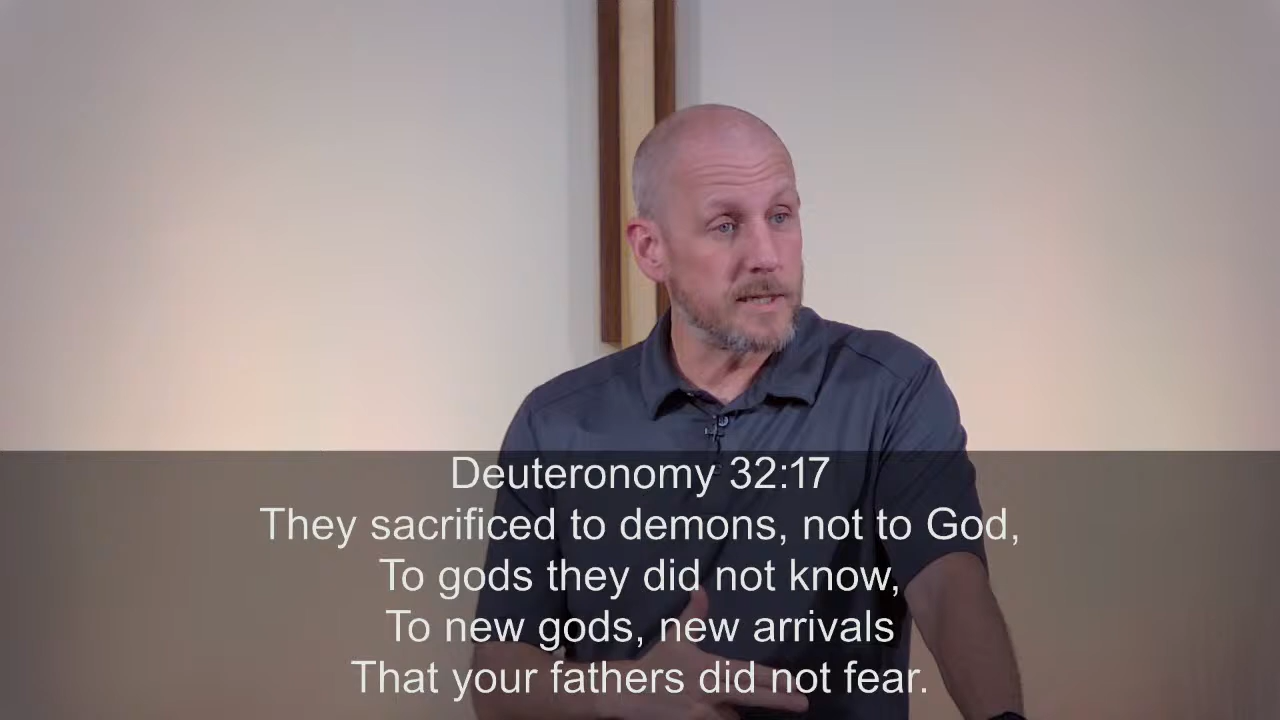 Deuteronomy 32:17
They sacrificed to demons, not to God,
To gods they did not know,
To new gods, new arrivals
That your fathers did not fear.